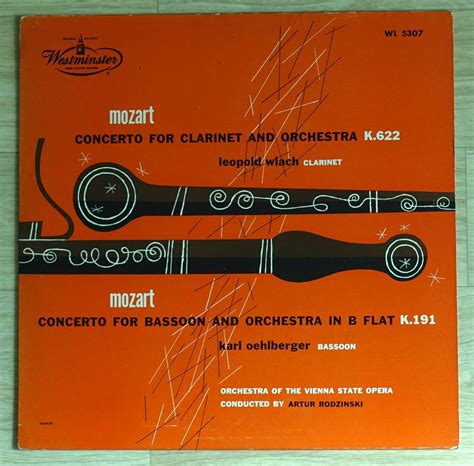 WL 5307
Westminster
mozart
CONCERTO FOR CLARINET AND ORCHESTRA K.622
leopold wlach CLARINET
mozart
CONCERTO FOR BASSOON AND ORCHESTRA IN B FLAT K.191
karl oehlberger BASSOON
ORCHESTRA OF THE VIENNA STATE OPERA
CONDUCTED BY ARTUR RODZINSKI